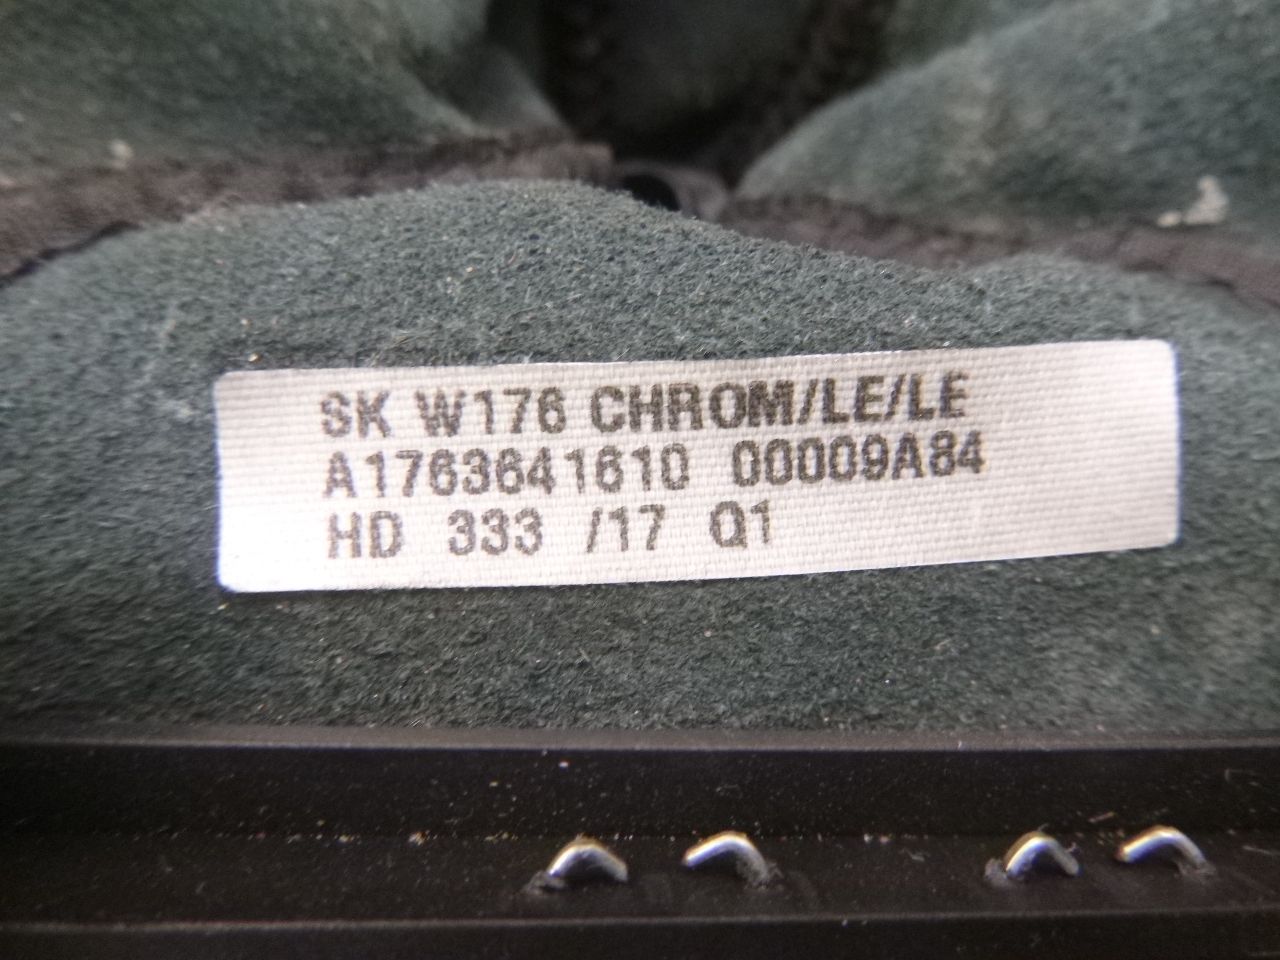 SK W176 CHROM/LE/LE
A1763641610 00009A84
HD 333 /17 Q1